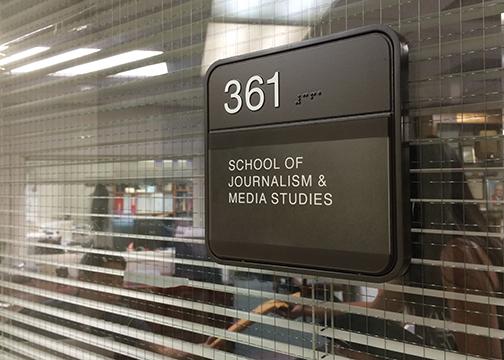 361
SCHOOL OF
JOURNALISM &
MEDIA STUDIES